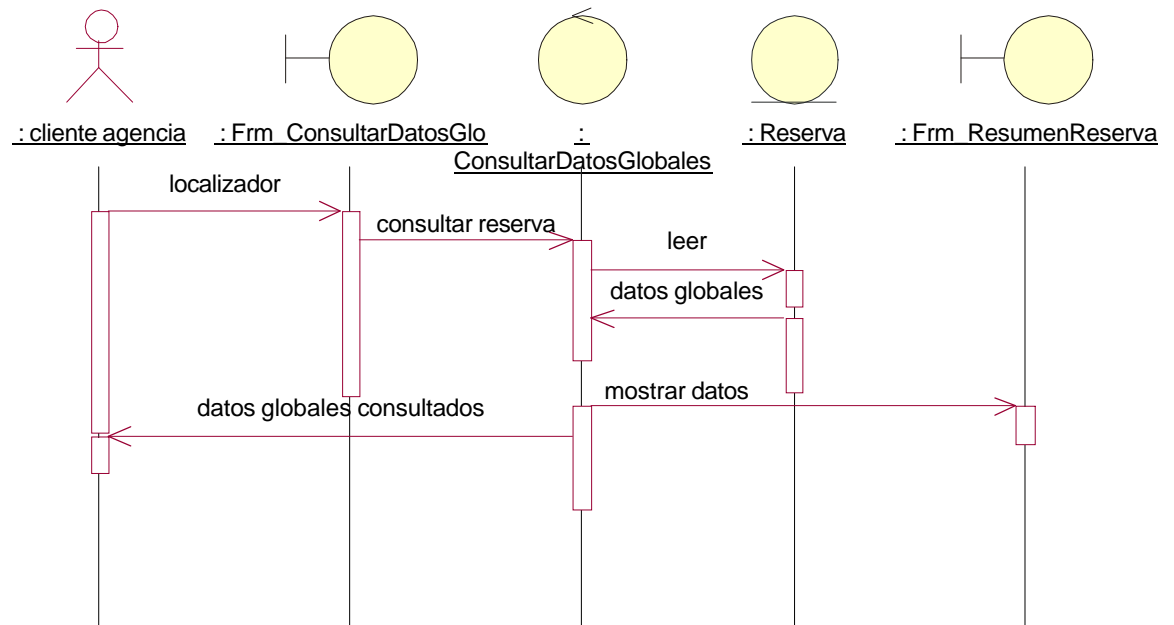 : cliente agencia
: Frm_ConsultarDatosGlo
:
ConsultarDatosGlobales
: Reserva
: Frm_ResumenReserva
localizador
consultar reserva
leer
datos globales
mostrar datos
datos globales consultados